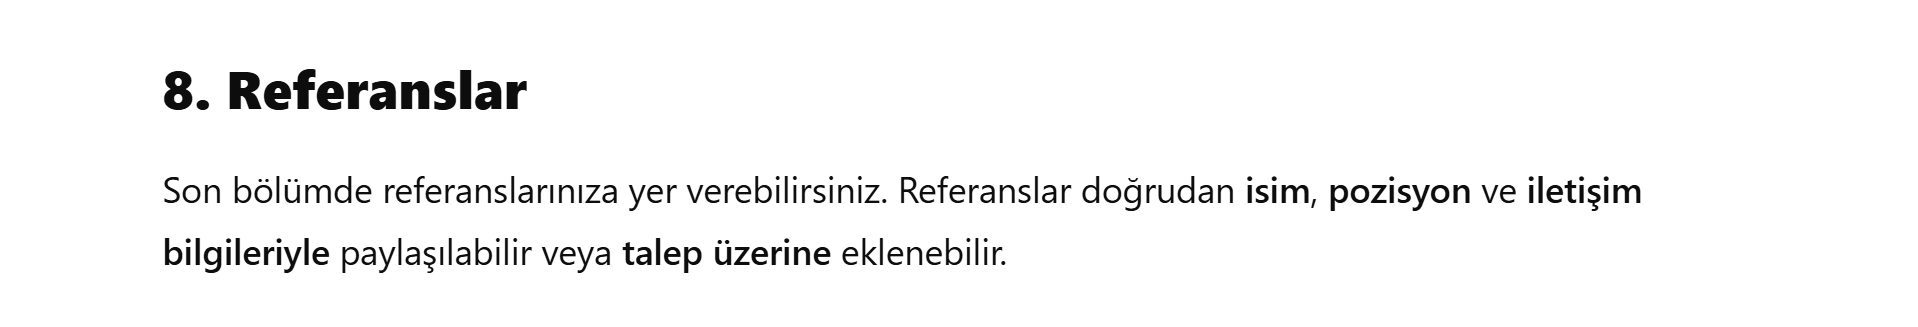 8. Referanslar
Son bölümde referanslarınıza yer verebilirsiniz. Referanslar doğrudan isim, pozisyon ve iletişim
bilgileriyle paylaşılabilir veya talep üzerine eklenebilir.